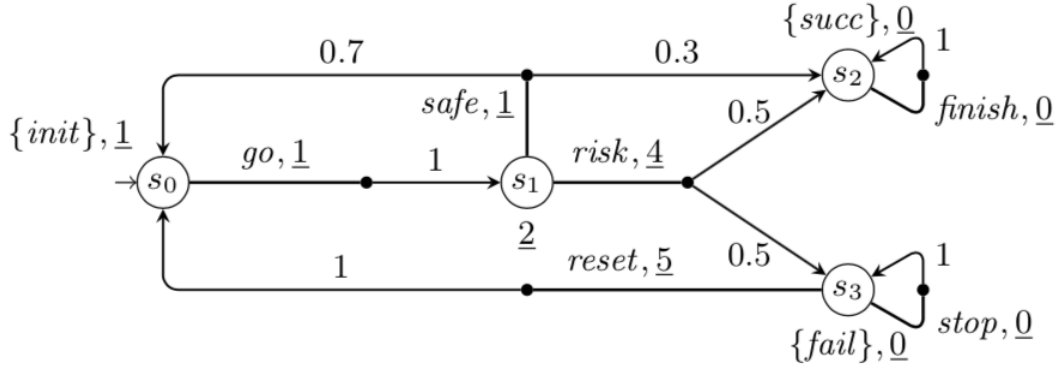 {succ}, 0
0.7
0.3
1
s₂
safe, 1
0.5
finish, 0
{init}, 1
go, 1
1
risk, 4
s₀
s₁
2
reset, 5
0.5
1
1
s₃
stop, 0
{fail}, 0